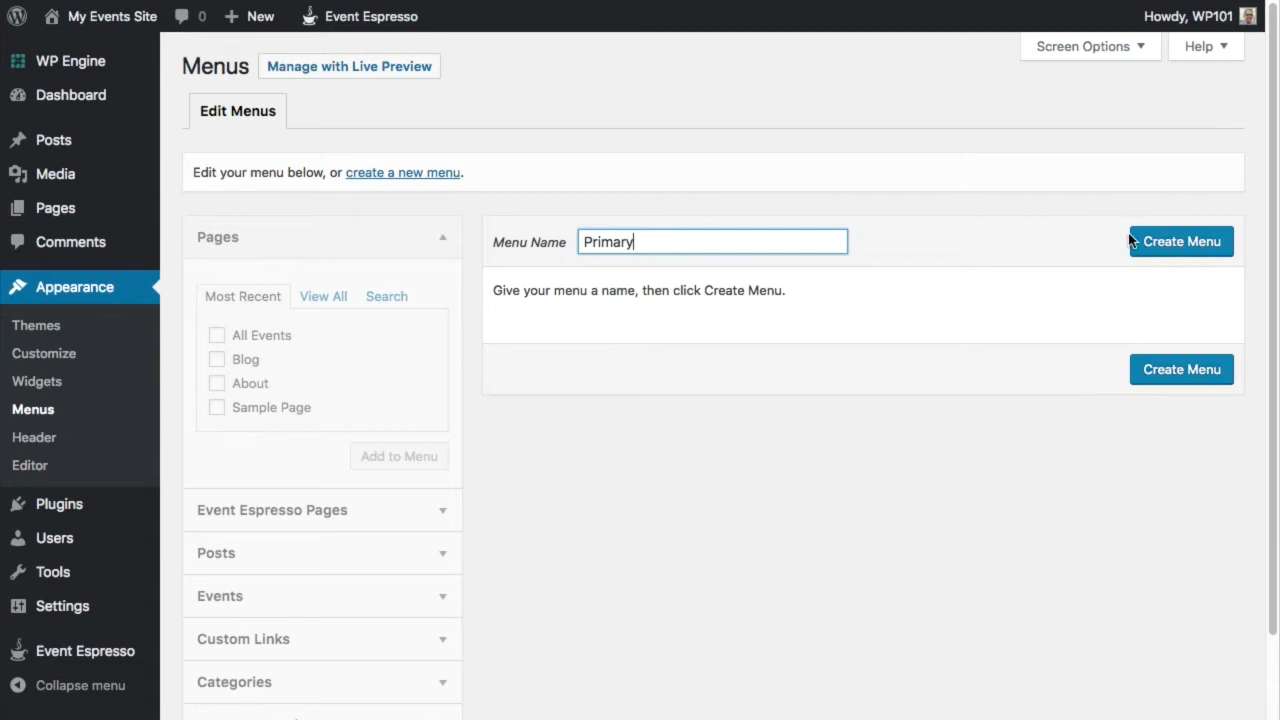 My Events Site
0
New
Event Espresso
Howdy, WP101
WP Engine
Dashboard
Posts
Media
Pages
Comments
Appearance
Themes
Customize
Widgets
Menus
Header
Editor
Plugins
Users
Tools
Settings
Event Espresso
Collapse menu
Screen Options
Help
Menus
Manage with Live Preview
Edit Menus
Edit your menu below, or create a new menu.
Pages
Most Recent
View All
Search
All Events
Blog
About
Sample Page
Add to Menu
Event Espresso Pages
Posts
Events
Custom Links
Categories
Menu Name
Primary
Create Menu
Give your menu a name, then click Create Menu.
Create Menu